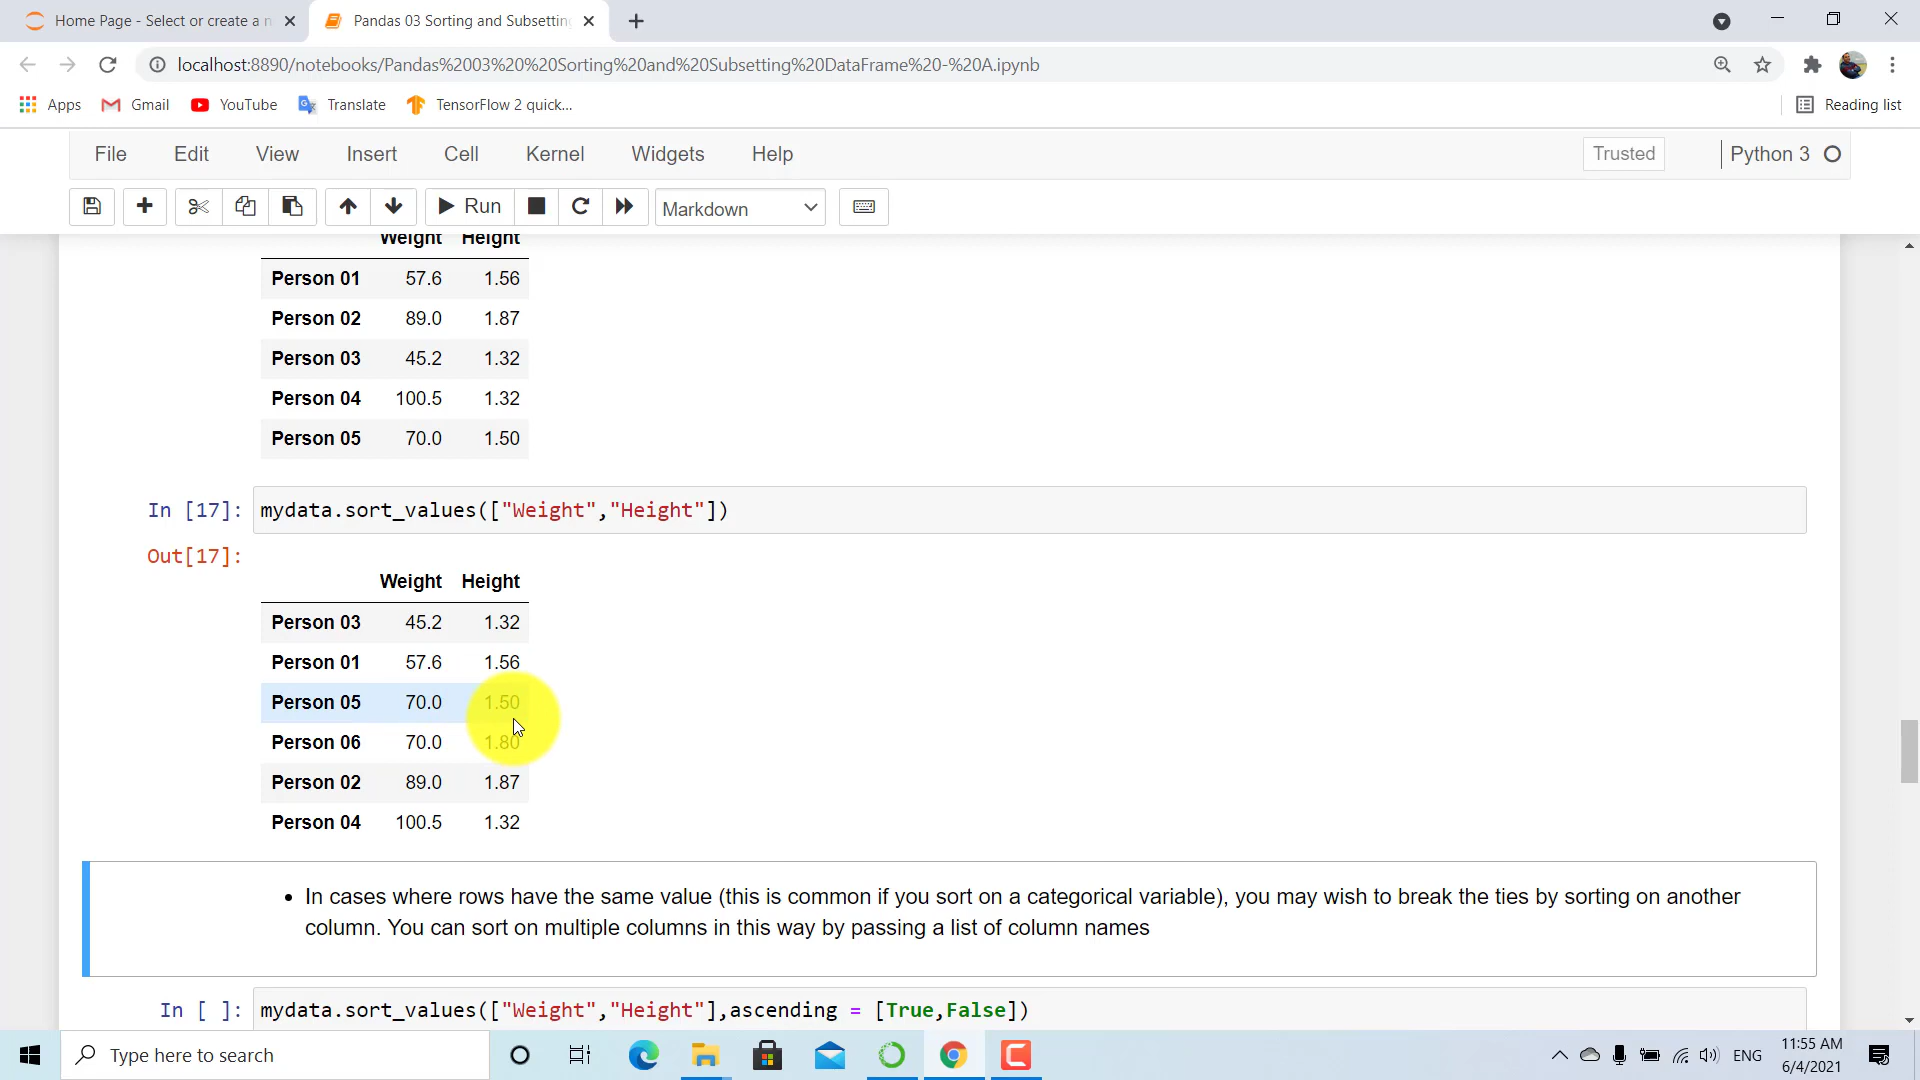 Home Page - Select or create a n
Pandas 03 Sorting and Subsetting
localhost:8890/notebooks/Pandas%2003%20%20Sorting%20and%20Subsetting%20DataFrame%20-%20A.ipynb
Apps Gmail YouTube Translate TensorFlow 2 quick... Reading list
File Edit View Insert Cell Kernel Widgets Help Trusted Python 3
Run Markdown
Weight Height
Person 01 57.6 1.56
Person 02 89.0 1.87
Person 03 45.2 1.32
Person 04 100.5 1.32
Person 05 70.0 1.50
In [17]: mydata.sort_values(["Weight","Height"])
Out[17]:
Weight Height
Person 03 45.2 1.32
Person 01 57.6 1.56
Person 05 70.0 1.50
Person 06 70.0 1.80
Person 02 89.0 1.87
Person 04 100.5 1.32
• In cases where rows have the same value (this is common if you sort on a categorical variable), you may wish to break the ties by sorting on another
column. You can sort on multiple columns in this way by passing a list of column names
In [ ]: mydata.sort_values(["Weight","Height"],ascending = [True,False])
Type here to search
ENG
11:55 AM
6/4/2021